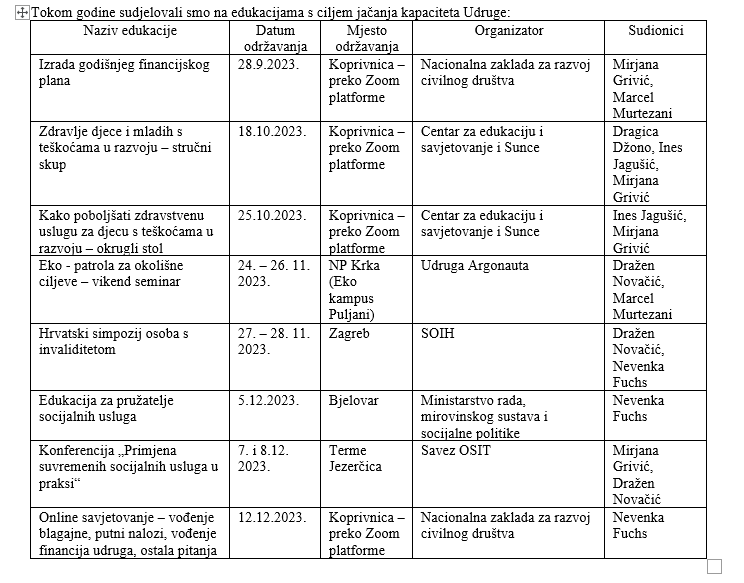 Tokom godine sudjelovali smo na edukacijama s ciljem jačanja kapaciteta Udruge:
Naziv edukacije
Datum
održavanja
Mjesto
održavanja
Organizator
Sudionici
Izrada godišnjeg financijskog
plana
28.9.2023.
Koprivnica –
preko Zoom
platforme
Nacionalna zaklada za razvoj
civilnog društva
Mirjana
Grivić,
Marcel
Murtezani
Zdravlje djece i mladih s
teškoćama u razvoju – stručni
skup
18.10.2023.
Koprivnica –
preko Zoom
platforme
Centar za edukaciju i
savjetovanje i Sunce
Dragica
Džono, Ines
Jagušić,
Mirjana
Grivić
Kako poboljšati zdravstvenu
uslugu za djecu s teškoćama u
razvoju – okrugli stol
25.10.2023.
Koprivnica –
preko Zoom
platforme
Centar za edukaciju i
savjetovanje i Sunce
Ines Jagušić,
Mirjana
Grivić
Eko - patrola za okolišne
ciljeve – vikend seminar
24. – 26. 11.
2023.
NP Krka
(Eko
kampus
Puljani)
Udruga Argonauta
Dražen
Novačić,
Marcel
Murtezani
Hrvatski simpozij osoba s
invaliditetom
27. – 28. 11.
2023.
Zagreb
SOIH
Dražen
Novačić,
Nevenka
Fuchs
Edukacija za pružatelje
socijalnih usluga
5.12.2023.
Bjelovar
Ministarstvo rada,
mirovinskog sustava i
socijalne politike
Nevenka
Fuchs
Konferencija „Primjena
suvremenih socijalnih usluga u
praksi“
7. i 8.12.
2023.
Terme
Jezerčica
Savez OSIT
Mirjana
Grivić,
Dražen
Novačić
Online savjetovanje – vođenje
blagajne, putni nalozi, vođenje
financija udruga, ostala pitanja
12.12.2023.
Koprivnica –
preko Zoom
platforme
Nacionalna zaklada za razvoj
civilnog društva
Nevenka
Fuchs